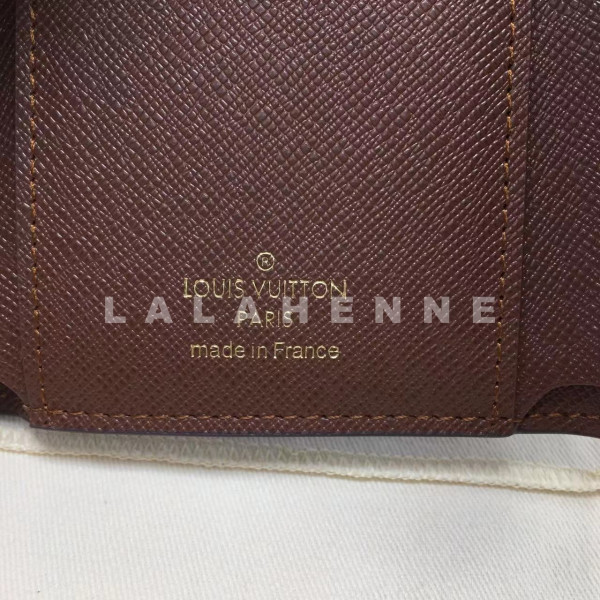 ®
LOUIS VUITTON
LALAHENNE
PARIS
made in France